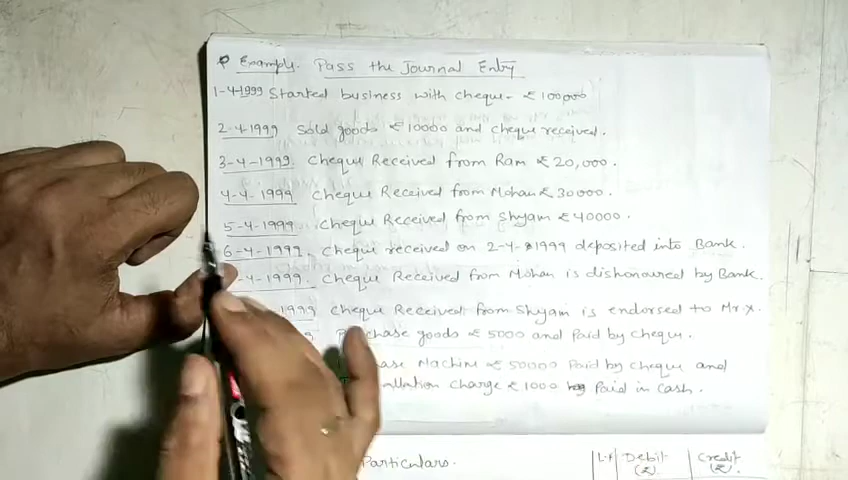 Example. Pass the Journal Entry
1-4-1999 Started business with cheque- ₹ 100000
2-4-1999 Sold goods ₹ 10000 and cheque received.
3-4-1999. Cheque Received from Ram ₹ 20,000.
4-4-1999 Cheque Received from Mohan ₹ 30000.
5-4-1999. Cheque Received from Shyam ₹ 40000.
6-4-1999. Cheque received on 2-4-1999 deposited into Bank.
-4-1999. Cheque Received from Mohan is dishonoured by Bank.
1999 Cheque Received from Shyam is endorsed to Mr.X.
goods ₹ 5000 and Paid by cheque.
Machine ₹ 50000 Paid by cheque and
charge ₹ 1000 Paid in cash.
Particulars. L.F Debit (₹) Credit (₹)